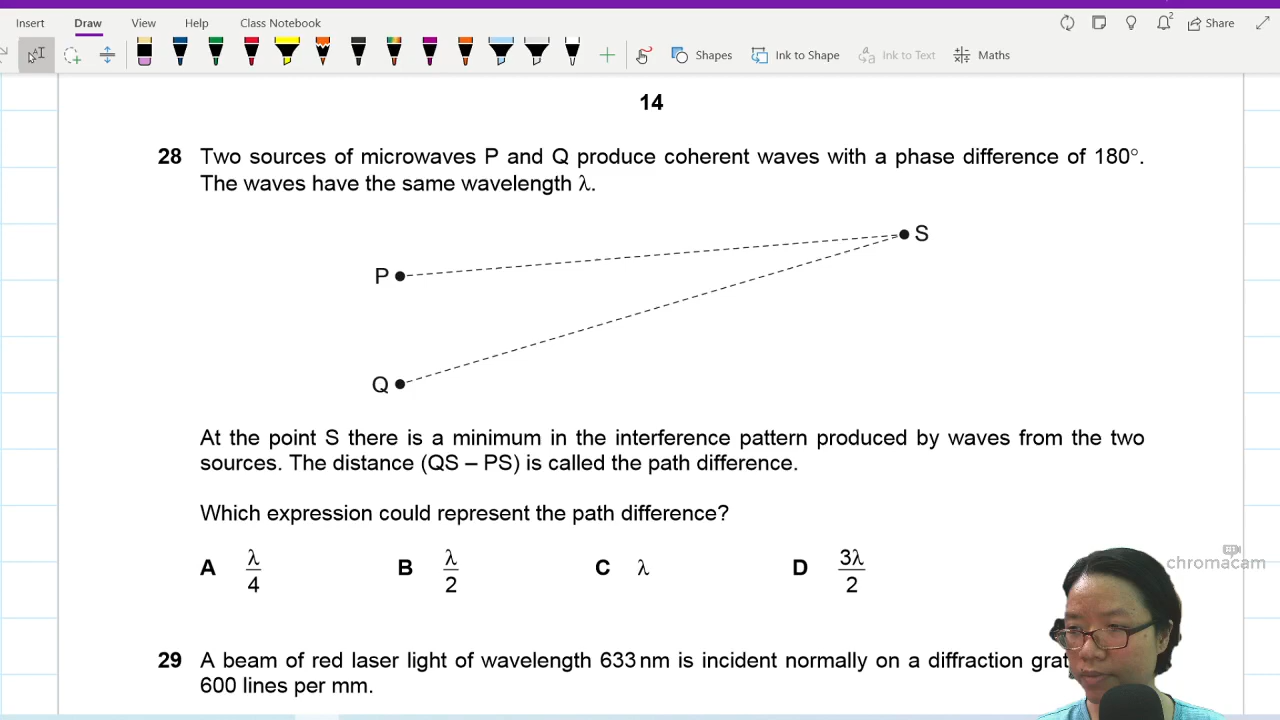 Insert Draw View Help Class Notebook 2 Share
Shapes Ink to Shape Ink to Text Maths
14
28 Two sources of microwaves P and Q produce coherent waves with a phase difference of 180°.
The waves have the same wavelength λ.
S
P
Q
At the point S there is a minimum in the interference pattern produced by waves from the two
sources. The distance (QS – PS) is called the path difference.
Which expression could represent the path difference?
A λ/4 B λ/2 C λ D 3λ/2
chromacam
29 A beam of red laser light of wavelength 633 nm is incident normally on a diffraction grat
600 lines per mm.